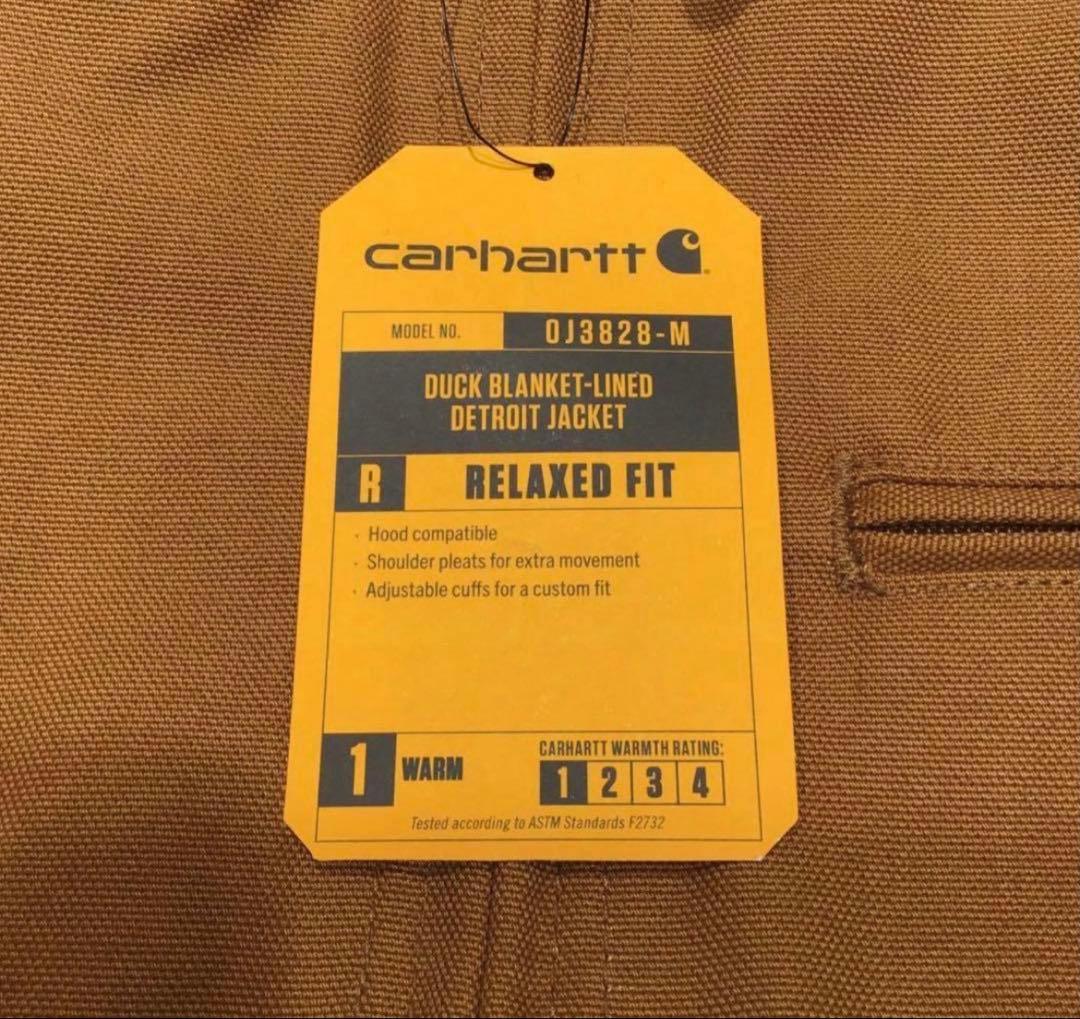 carhartt
MODEL NO. OJ3828-M
DUCK BLANKET-LINED
DETROIT JACKET
R RELAXED FIT
· Hood compatible
· Shoulder pleats for extra movement
· Adjustable cuffs for a custom fit
1 WARM
CARHARTT WARMTH RATING:
1 2 3 4
Tested according to ASTM Standards F2732